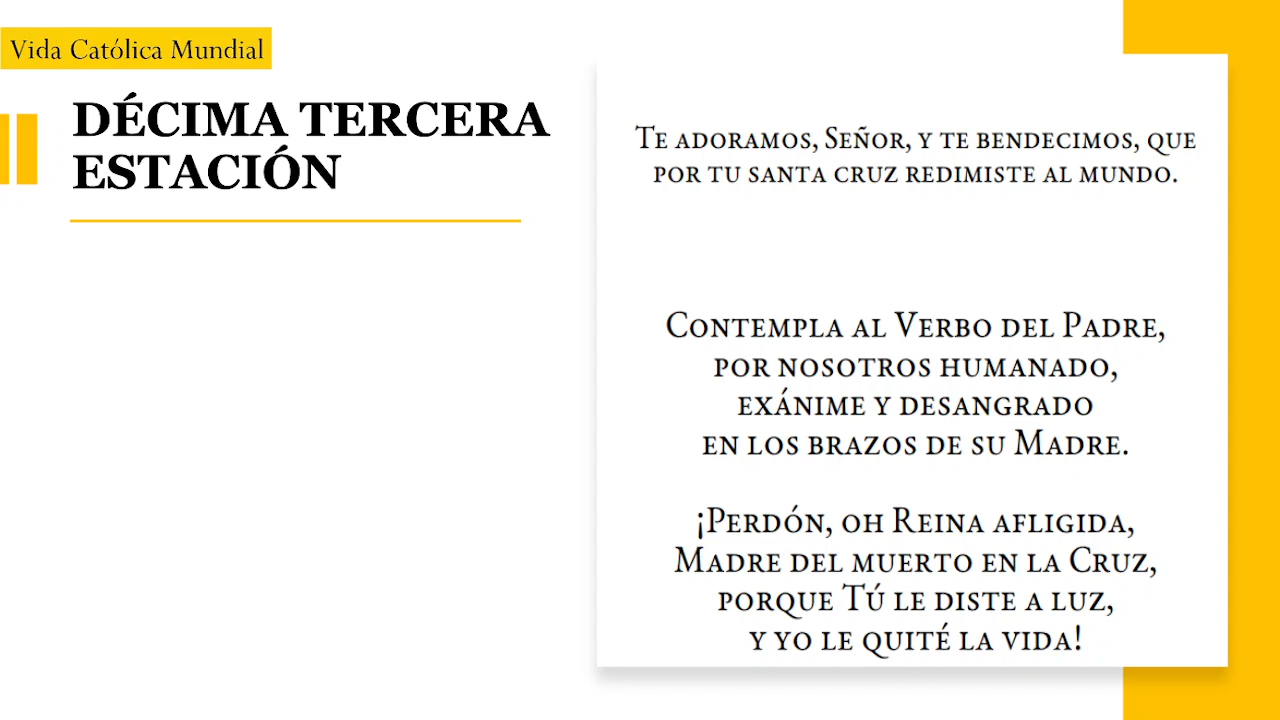 Vida Católica Mundial
DÉCIMA TERCERA
ESTACIÓN
Te adoramos, Señor, y te bendecimos, que
por tu santa cruz redimiste al mundo.
Contempla al Verbo del Padre,
por nosotros humanado,
exánime y desangrado
en los brazos de su Madre.
¡Perdón, oh Reina afligida,
Madre del muerto en la Cruz,
porque Tú le diste a luz,
y yo le quité la vida!